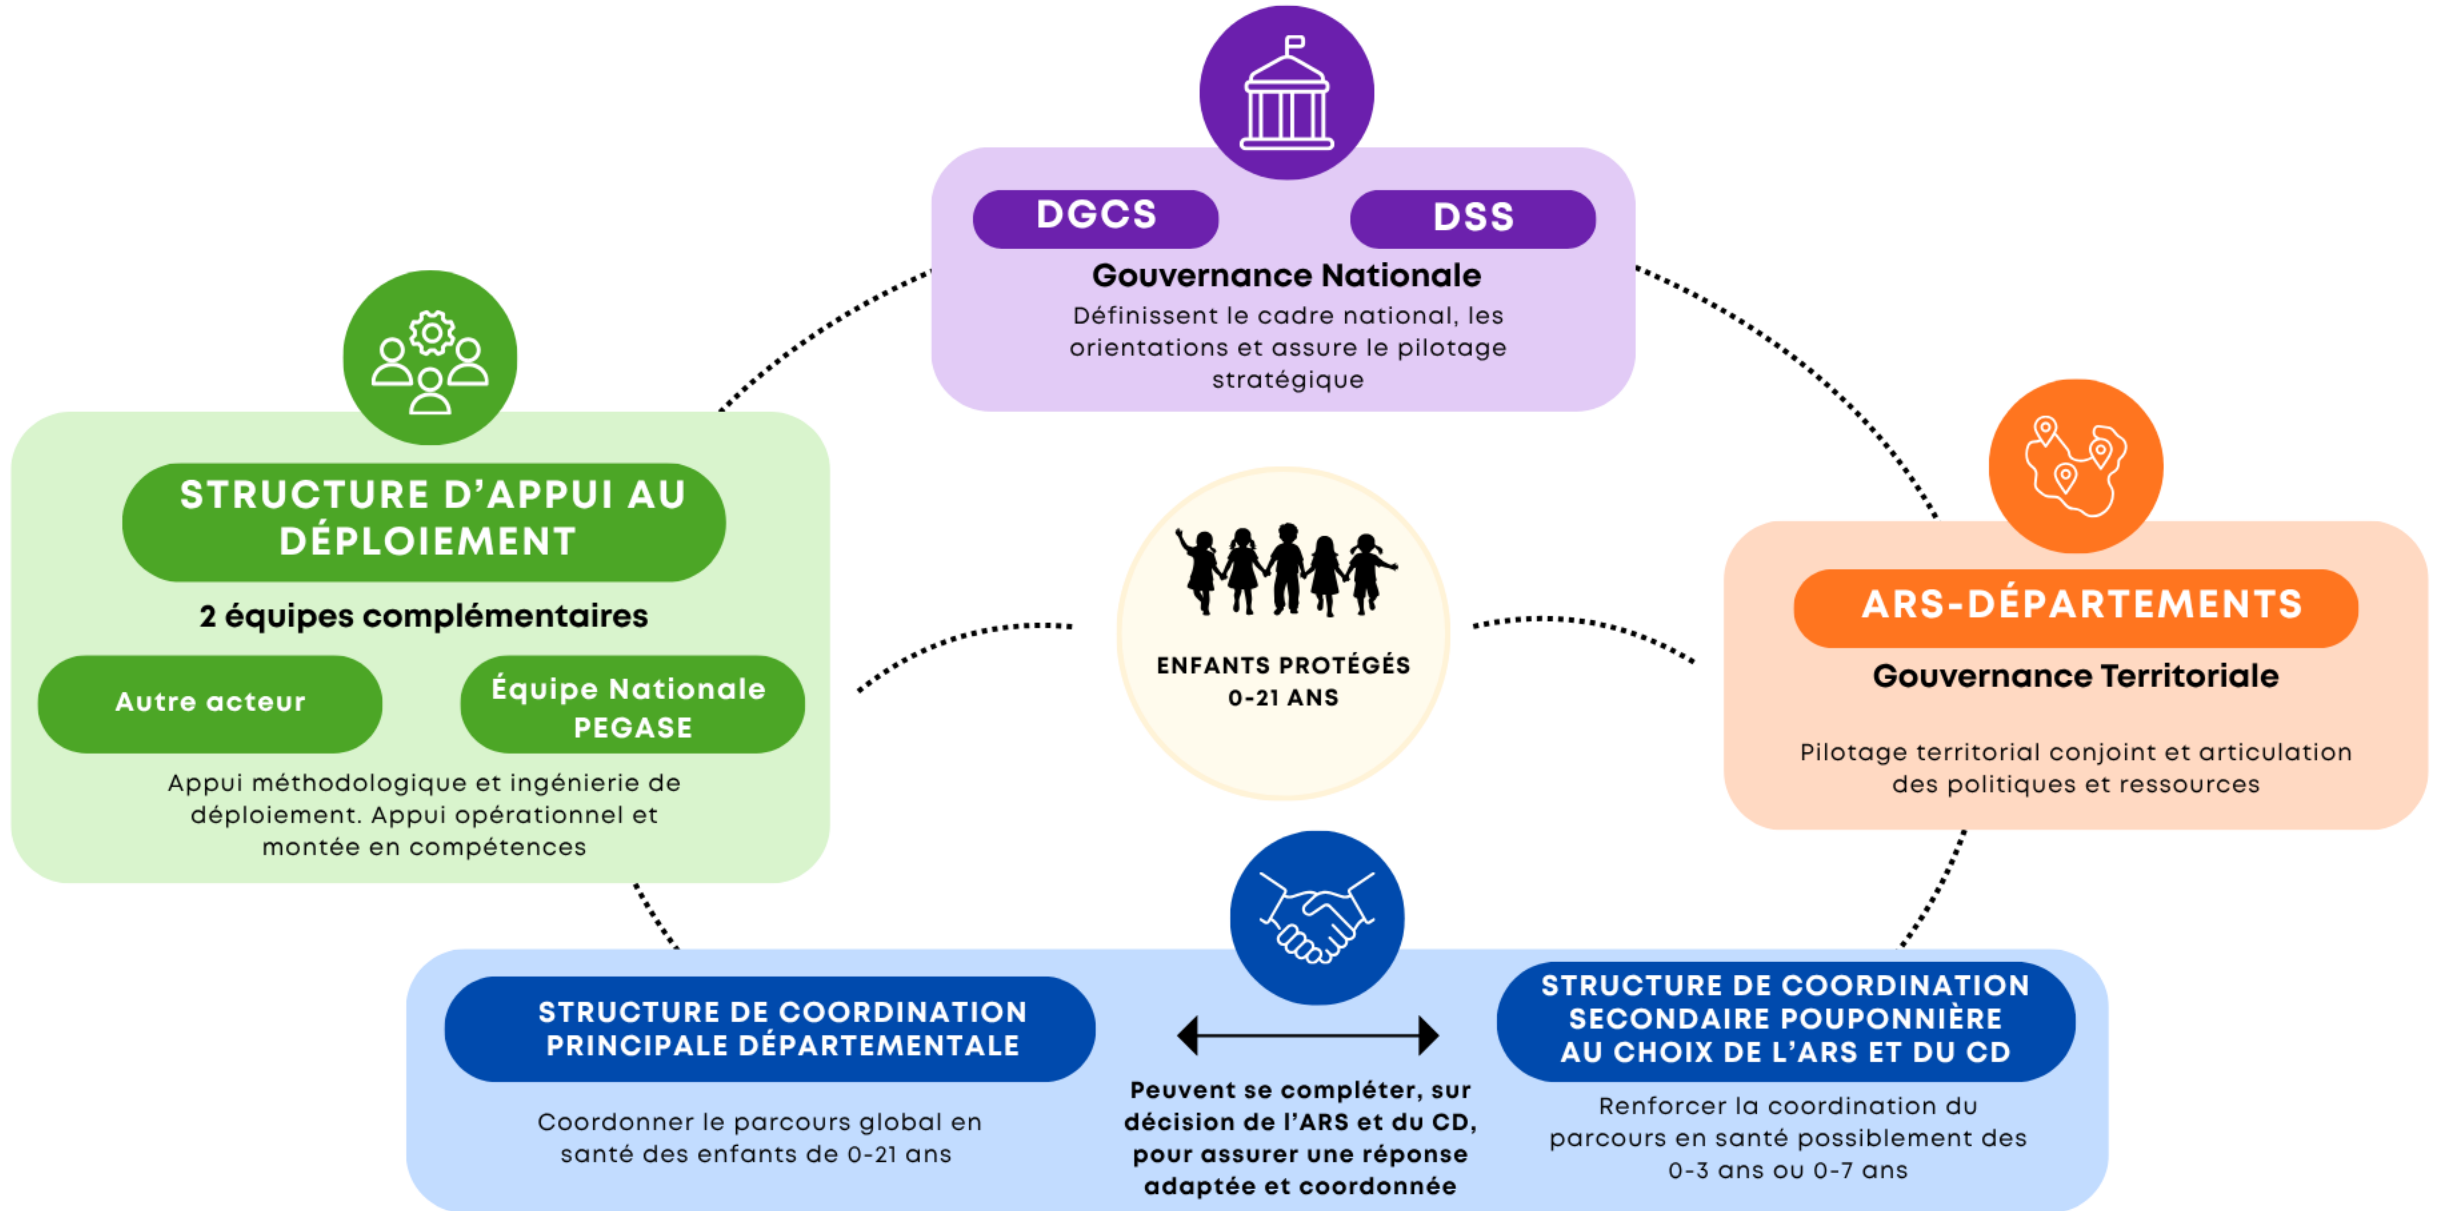 DGCS
DSS
Gouvernance Nationale
Définissent le cadre national, les
orientations et assure le pilotage
stratégique
STRUCTURE D'APPUI AU
DÉPLOIEMENT
2 équipes complémentaires
Autre acteur
Équipe Nationale
PEGASE
Appui méthodologique et ingénierie de
déploiement. Appui opérationnel et
montée en compétences
ENFANTS PROTÉGÉS
0-21 ANS
ARS-DÉPARTEMENTS
Gouvernance Territoriale
Pilotage territorial conjoint et articulation
des politiques et ressources
STRUCTURE DE COORDINATION
PRINCIPALE DÉPARTEMENTALE
Coordonner le parcours global en
santé des enfants de 0-21 ans
Peuvent se compléter, sur
décision de l'ARS et du CD,
pour assurer une réponse
adaptée et coordonnée
STRUCTURE DE COORDINATION
SECONDAIRE POUPONNIÈRE
AU CHOIX DE L'ARS ET DU CD
Renforcer la coordination du
parcours en santé possiblement des
0-3 ans ou 0-7 ans